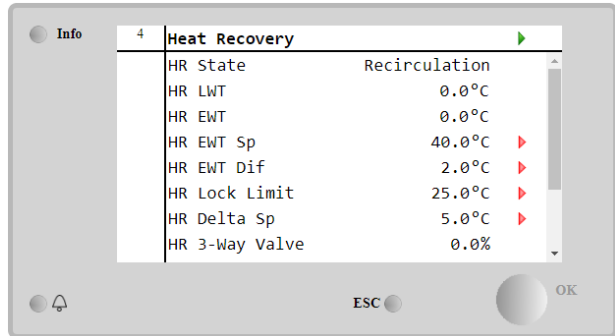 Info
4 Heat Recovery
HR State Recirculation
HR LWT 0.0°C
HR EWT 0.0°C
HR EWT Sp 40.0°C
HR EWT Dif 2.0°C
HR Lock Limit 25.0°C
HR Delta Sp 5.0°C
HR 3-Way Valve 0.0%
ESC OK